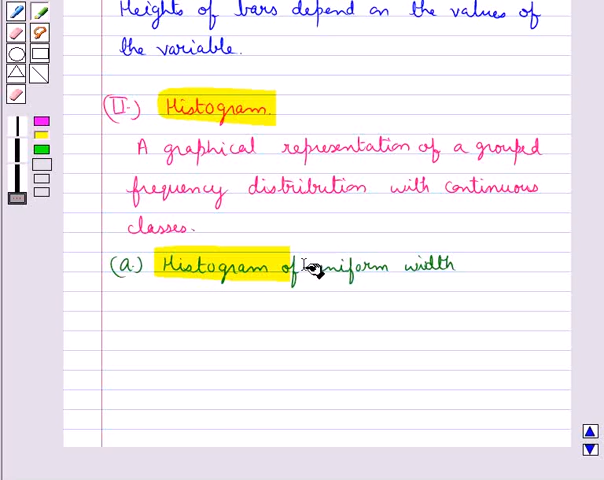 Heights of bars depend on the values of
the variable.
(II.) Histogram.
A graphical representation of a grouped
frequency distribution with continuous
classes.
(a.) Histogram of uniform width